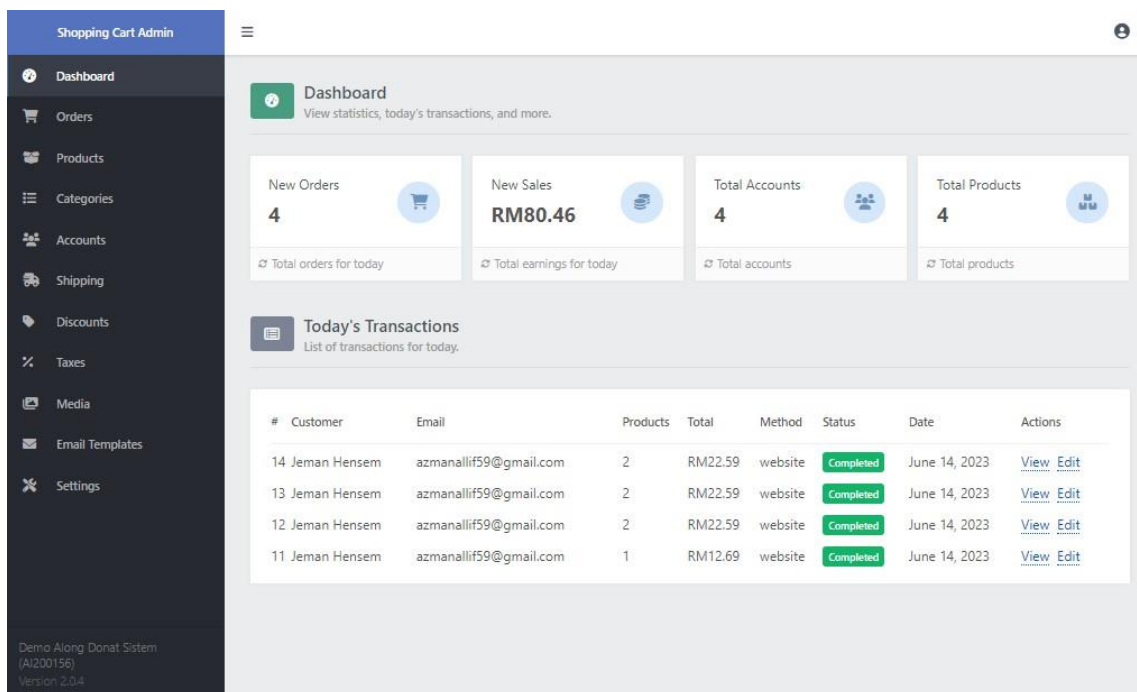 Shopping Cart Admin
Dashboard
Orders
Products
Categories
Accounts
Shipping
Discounts
Taxes
Media
Email Templates
Settings
Demo Along Donat Sistem
(AI200156)
Version 2.0.4
Dashboard
View statistics, today's transactions, and more.
New Orders
4
Total orders for today
New Sales
RM80.46
Total earnings for today
Total Accounts
4
Total accounts
Total Products
4
Total products
Today's Transactions
List of transactions for today.
# Customer Email Products Total Method Status Date Actions
14 Jeman Hensem azmanallif59@gmail.com 2 RM22.59 website Completed June 14, 2023 View Edit
13 Jeman Hensem azmanallif59@gmail.com 2 RM22.59 website Completed June 14, 2023 View Edit
12 Jeman Hensem azmanallif59@gmail.com 2 RM22.59 website Completed June 14, 2023 View Edit
11 Jeman Hensem azmanallif59@gmail.com 1 RM12.69 website Completed June 14, 2023 View Edit